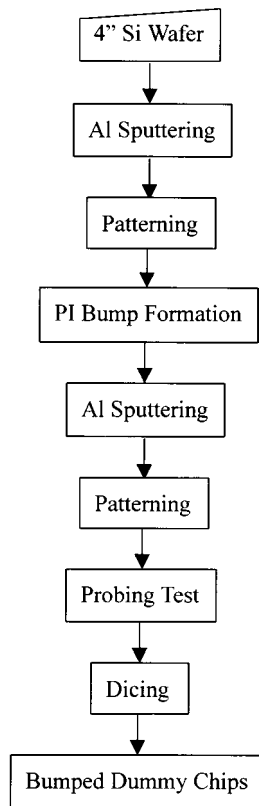 4” Si Wafer
Al Sputtering
Patterning
PI Bump Formation
Al Sputtering
Patterning
Probing Test
Dicing
Bumped Dummy Chips